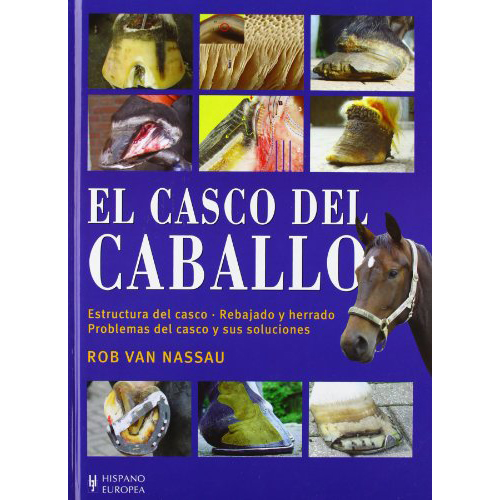 EL CASCO DEL
CABALLO
Estructura del casco · Rebajado y herrado
Problemas del casco y sus soluciones
ROB VAN NASSAU
HISPANO
EUROPEA